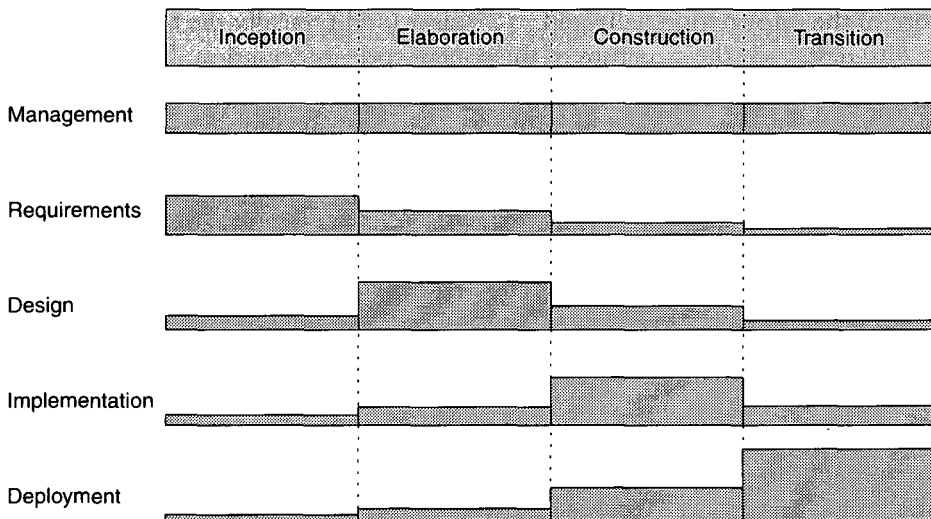 Inception Elaboration Construction Transition
Management
Requirements
Design
Implementation
Deployment